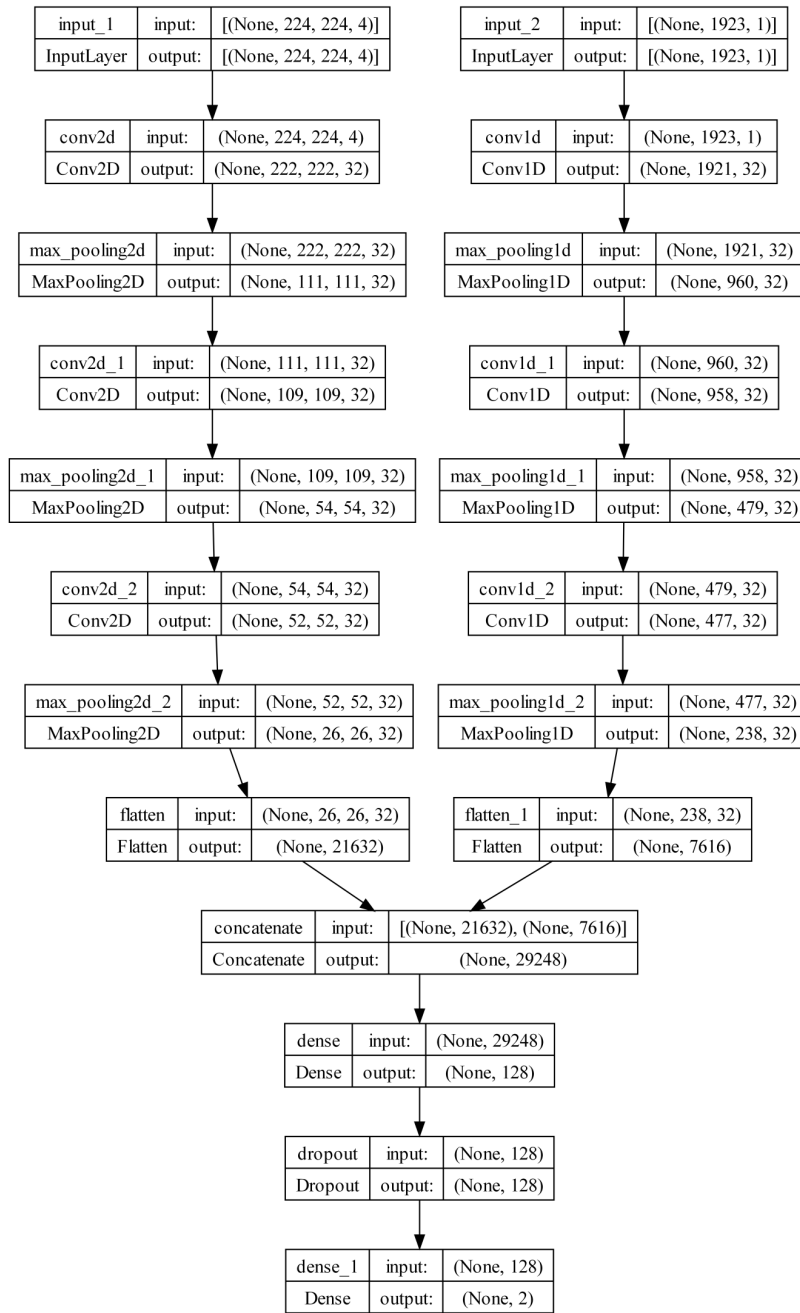 input_1 input: [(None, 224, 224, 4)]
InputLayer output: [(None, 224, 224, 4)]
input_2 input: [(None, 1923, 1)]
InputLayer output: [(None, 1923, 1)]
conv2d input: (None, 224, 224, 4)
Conv2D output: (None, 222, 222, 32)
conv1d input: (None, 1923, 1)
Conv1D output: (None, 1921, 32)
max_pooling2d input: (None, 222, 222, 32)
MaxPooling2D output: (None, 111, 111, 32)
max_pooling1d input: (None, 1921, 32)
MaxPooling1D output: (None, 960, 32)
conv2d_1 input: (None, 111, 111, 32)
Conv2D output: (None, 109, 109, 32)
conv1d_1 input: (None, 960, 32)
Conv1D output: (None, 958, 32)
max_pooling2d_1 input: (None, 109, 109, 32)
MaxPooling2D output: (None, 54, 54, 32)
max_pooling1d_1 input: (None, 958, 32)
MaxPooling1D output: (None, 479, 32)
conv2d_2 input: (None, 54, 54, 32)
Conv2D output: (None, 52, 52, 32)
conv1d_2 input: (None, 479, 32)
Conv1D output: (None, 477, 32)
max_pooling2d_2 input: (None, 52, 52, 32)
MaxPooling2D output: (None, 26, 26, 32)
max_pooling1d_2 input: (None, 477, 32)
MaxPooling1D output: (None, 238, 32)
flatten input: (None, 26, 26, 32)
Flatten output: (None, 21632)
flatten_1 input: (None, 238, 32)
Flatten output: (None, 7616)
concatenate input: [(None, 21632), (None, 7616)]
Concatenate output: (None, 29248)
dense input: (None, 29248)
Dense output: (None, 128)
dropout input: (None, 128)
Dropout output: (None, 128)
dense_1 input: (None, 128)
Dense output: (None, 2)